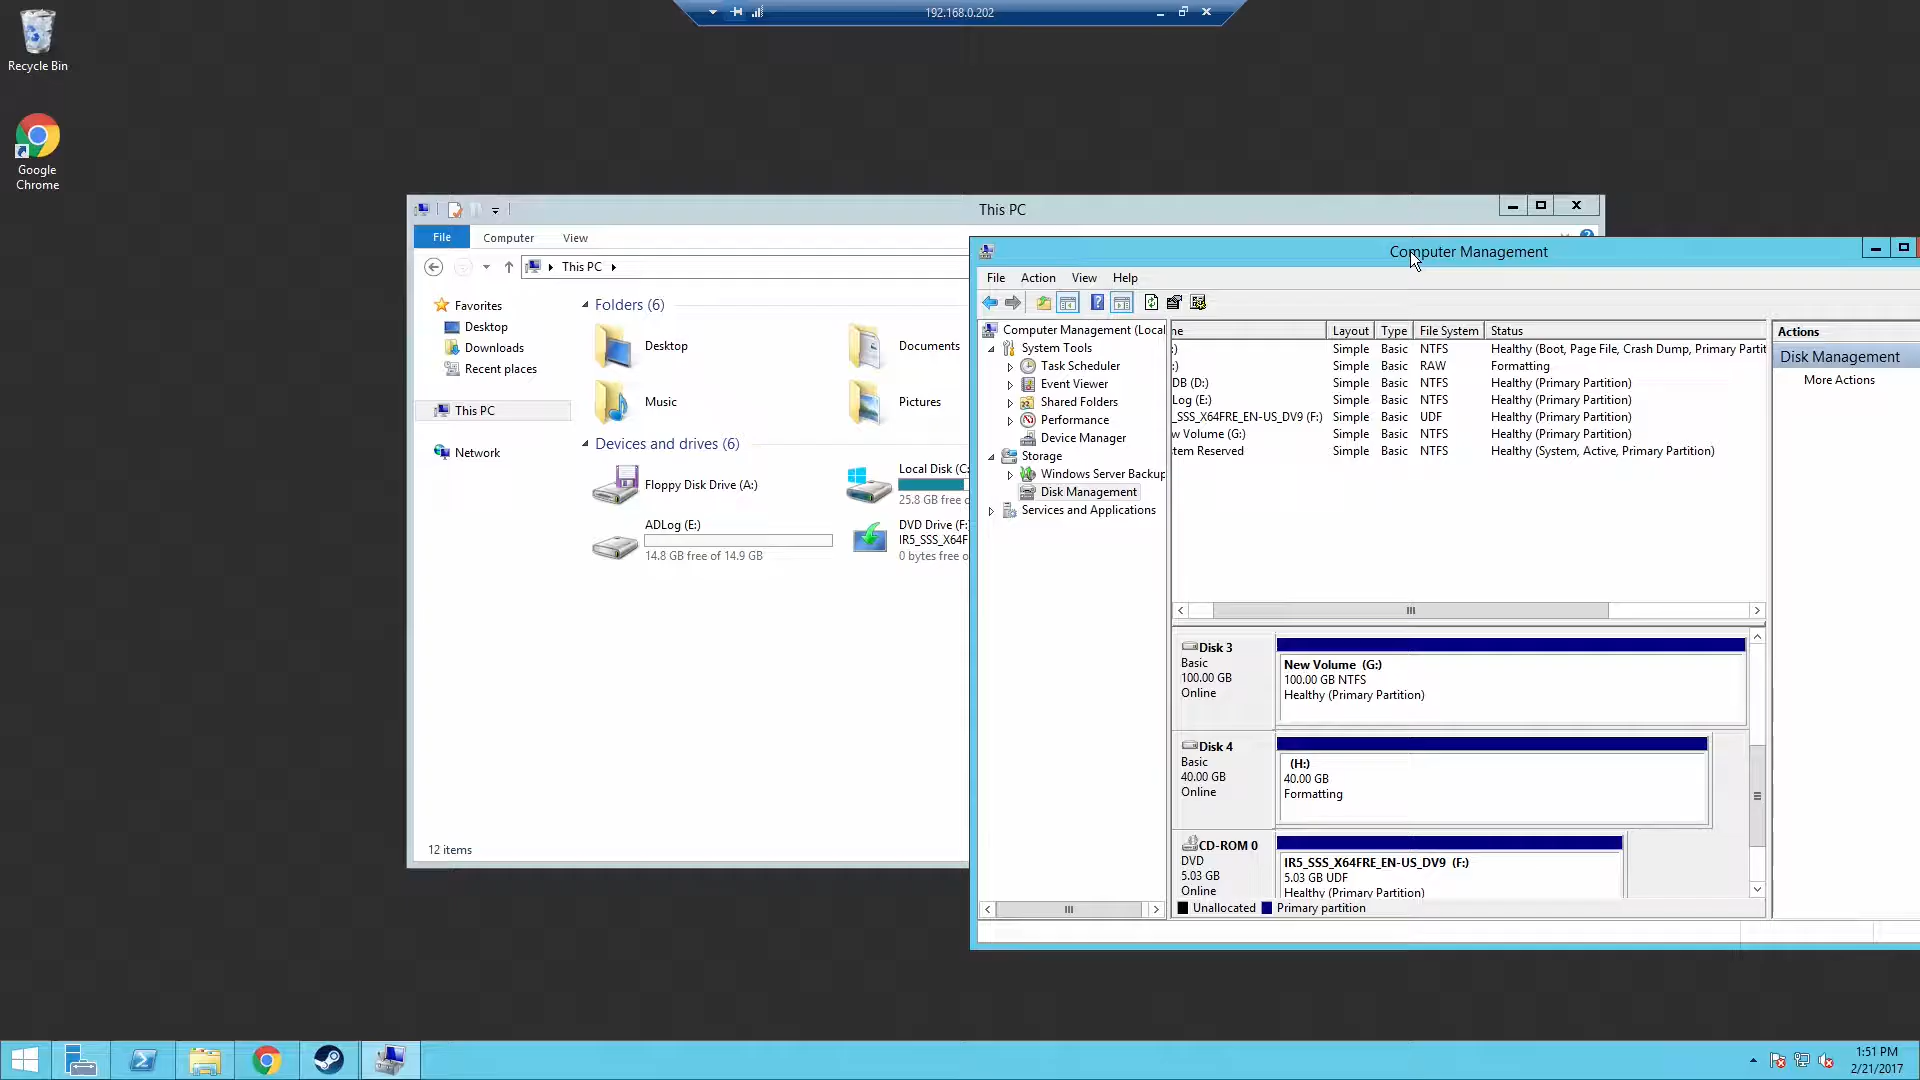 192.168.0.202
Recycle Bin
Google
Chrome
This PC
File
Computer
View
This PC
Favorites
Desktop
Downloads
Recent places
This PC
Network
Folders (6)
Desktop
Documents
Music
Pictures
Devices and drives (6)
Floppy Disk Drive (A:)
Local Disk (C:
25.8 GB free o
ADLog (E:)
14.8 GB free of 14.9 GB
DVD Drive (F:
IR5_SSS_X64F
0 bytes free o
12 items
Computer Management
File Action View Help
Computer Management (Local
System Tools
Task Scheduler
Event Viewer
Shared Folders
Performance
Device Manager
Storage
Windows Server Backup
Disk Management
Services and Applications
me Layout Type File System Status
:) Simple Basic NTFS Healthy (Boot, Page File, Crash Dump, Primary Partit
:) Simple Basic RAW Formatting
DB (D:) Simple Basic NTFS Healthy (Primary Partition)
Log (E:) Simple Basic NTFS Healthy (Primary Partition)
_SSS_X64FRE_EN-US_DV9 (F:) Simple Basic UDF Healthy (Primary Partition)
w Volume (G:) Simple Basic NTFS Healthy (Primary Partition)
tem Reserved Simple Basic NTFS Healthy (System, Active, Primary Partition)
Actions
Disk Management
More Actions
Disk 3
Basic
100.00 GB
Online
New Volume (G:)
100.00 GB NTFS
Healthy (Primary Partition)
Disk 4
Basic
40.00 GB
Online
(H:)
40.00 GB
Formatting
CD-ROM 0
DVD
5.03 GB
Online
IR5_SSS_X64FRE_EN-US_DV9 (F:)
5.03 GB UDF
Healthy (Primary Partition)
Unallocated Primary partition
1:51 PM
2/21/2017